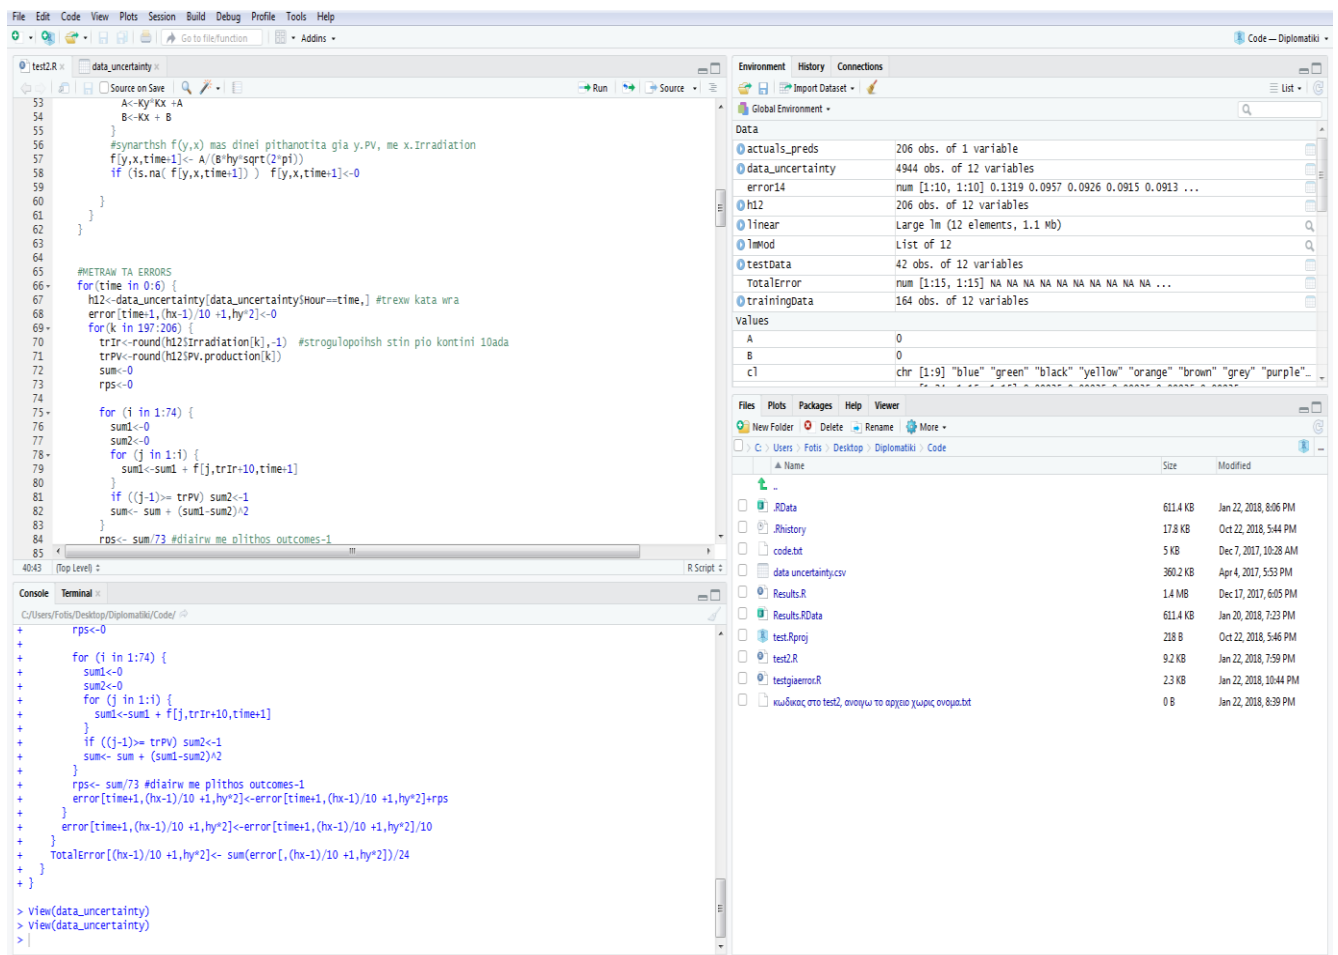 File Edit Code View Plots Session Build Debug Profile Tools Help
Go to file/function Addins
Code — Diplomatiki
test2.R data_uncertainty
Source on Save Run Source
53 A<-Ky*Kx +A
54 B<-Kx + B
55 }
56 #synarthsh f(y,x) mas dinei pithanotita gia y.PV, me x.Irradiation
57 f[y,x,time+1]<- A/(B*hy*sqrt(2*pi))
58 if (is.na( f[y,x,time+1]) ) f[y,x,time+1]<-0
59
60 }
61 }
62 }
63
64
65 #METRAW TA ERRORS
66 for(time in 0:6) {
67 h12<-data_uncertainty[data_uncertainty$Hour==time,] #trexw kata wra
68 error[time+1,(hx-1)/10 +1,hy*2]<-0
69 for(k in 197:206) {
70 trIr<-round(h12$Irradiation[k],-1) #strogulopoihsh stin pio kontini 10ada
71 trPV<-round(h12$PV.production[k])
72 sum<-0
73 rps<-0
74
75 for (i in 1:74) {
76 sum1<-0
77 sum2<-0
78 for (j in 1:i) {
79 sum1<-sum1 + f[j,trIr+10,time+1]
80 }
81 if ((j-1)>= trPV) sum2<-1
82 sum<- sum + (sum1-sum2)^2
83 }
84 rps<- sum/73 #diairw me plithos outcomes-1
85
40:43 (Top Level) R Script
Console Terminal
C:/Users/Fotis/Desktop/Diplomatiki/Code/
+ rps<-0
+
+ for (i in 1:74) {
+ sum1<-0
+ sum2<-0
+ for (j in 1:i) {
+ sum1<-sum1 + f[j,trIr+10,time+1]
+ }
+ if ((j-1)>= trPV) sum2<-1
+ sum<- sum + (sum1-sum2)^2
+ }
+ rps<- sum/73 #diairw me plithos outcomes-1
+ error[time+1,(hx-1)/10 +1,hy*2]<-error[time+1,(hx-1)/10 +1,hy*2]+rps
+ }
+ error[time+1,(hx-1)/10 +1,hy*2]<-error[time+1,(hx-1)/10 +1,hy*2]/10
+ }
+ TotalError[(hx-1)/10 +1,hy*2]<- sum(error[,(hx-1)/10 +1,hy*2])/24
+ }
+ }
> View(data_uncertainty)
> View(data_uncertainty)
>
Environment History Connections
Import Dataset List
Global Environment
Data
actuals_preds 206 obs. of 1 variable
data_uncertainty 4944 obs. of 12 variables
error14 num [1:10, 1:10] 0.1319 0.0957 0.0926 0.0915 0.0913 ...
h12 206 obs. of 12 variables
linear Large lm (12 elements, 1.1 Mb)
lmMod List of 12
testData 42 obs. of 12 variables
TotalError num [1:15, 1:15] NA NA NA NA NA NA NA NA NA NA ...
trainingData 164 obs. of 12 variables
Values
A 0
B 0
cl chr [1:9] "blue" "green" "black" "yellow" "orange" "brown" "grey" "purple"…
Files Plots Packages Help Viewer
New Folder Delete Rename More
C: Users Fotis Desktop Diplomatiki Code
Name Size Modified
..
.RData 611.4 KB Jan 22, 2018, 8:06 PM
.Rhistory 17.8 KB Oct 22, 2018, 5:44 PM
code.txt 5 KB Dec 7, 2017, 10:28 AM
data uncertainty.csv 360.2 KB Apr 4, 2017, 5:53 PM
Results.R 1.4 MB Dec 17, 2017, 6:05 PM
Results.RData 611.4 KB Jan 20, 2018, 7:23 PM
test.Rproj 218 B Oct 22, 2018, 5:46 PM
test2.R 9.2 KB Jan 22, 2018, 7:59 PM
testgiaerror.R 2.3 KB Jan 22, 2018, 10:44 PM
κωδικας στο test2, ανοιγω το αρχειο χωρις ονομα.txt 0 B Jan 22, 2018, 8:39 PM